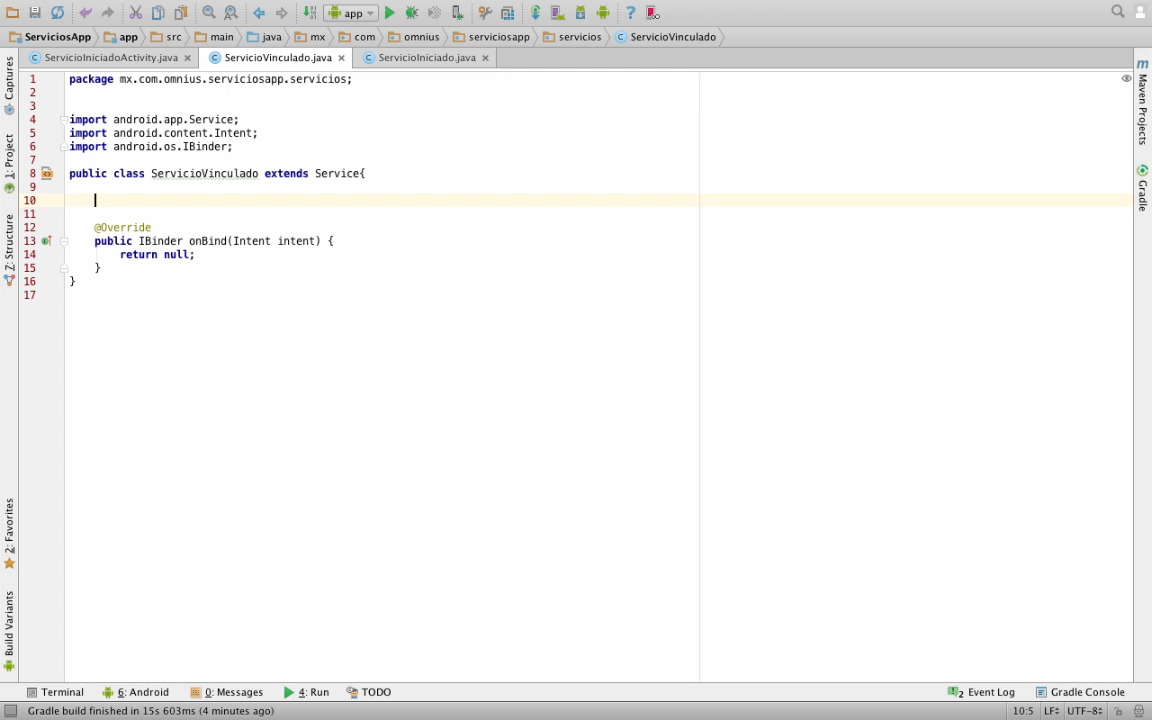 app
ServiciosApp app src main java mx com omnius serviciosapp servicios ServicioVinculado
ServicioIniciadoActivity.java ServicioVinculado.java ServicioIniciado.java
Captures
1: Project
7: Structure
2: Favorites
Build Variants
Maven Projects
Gradle
1 package mx.com.omnius.serviciosapp.servicios;
2
3
4 import android.app.Service;
5 import android.content.Intent;
6 import android.os.IBinder;
7
8 public class ServicioVinculado extends Service{
9
10
11
12 @Override
13 public IBinder onBind(Intent intent) {
14 return null;
15 }
16 }
17
Terminal 6: Android 0: Messages 4: Run TODO 2 Event Log Gradle Console
Gradle build finished in 15s 603ms (4 minutes ago) 10:5 LF UTF-8